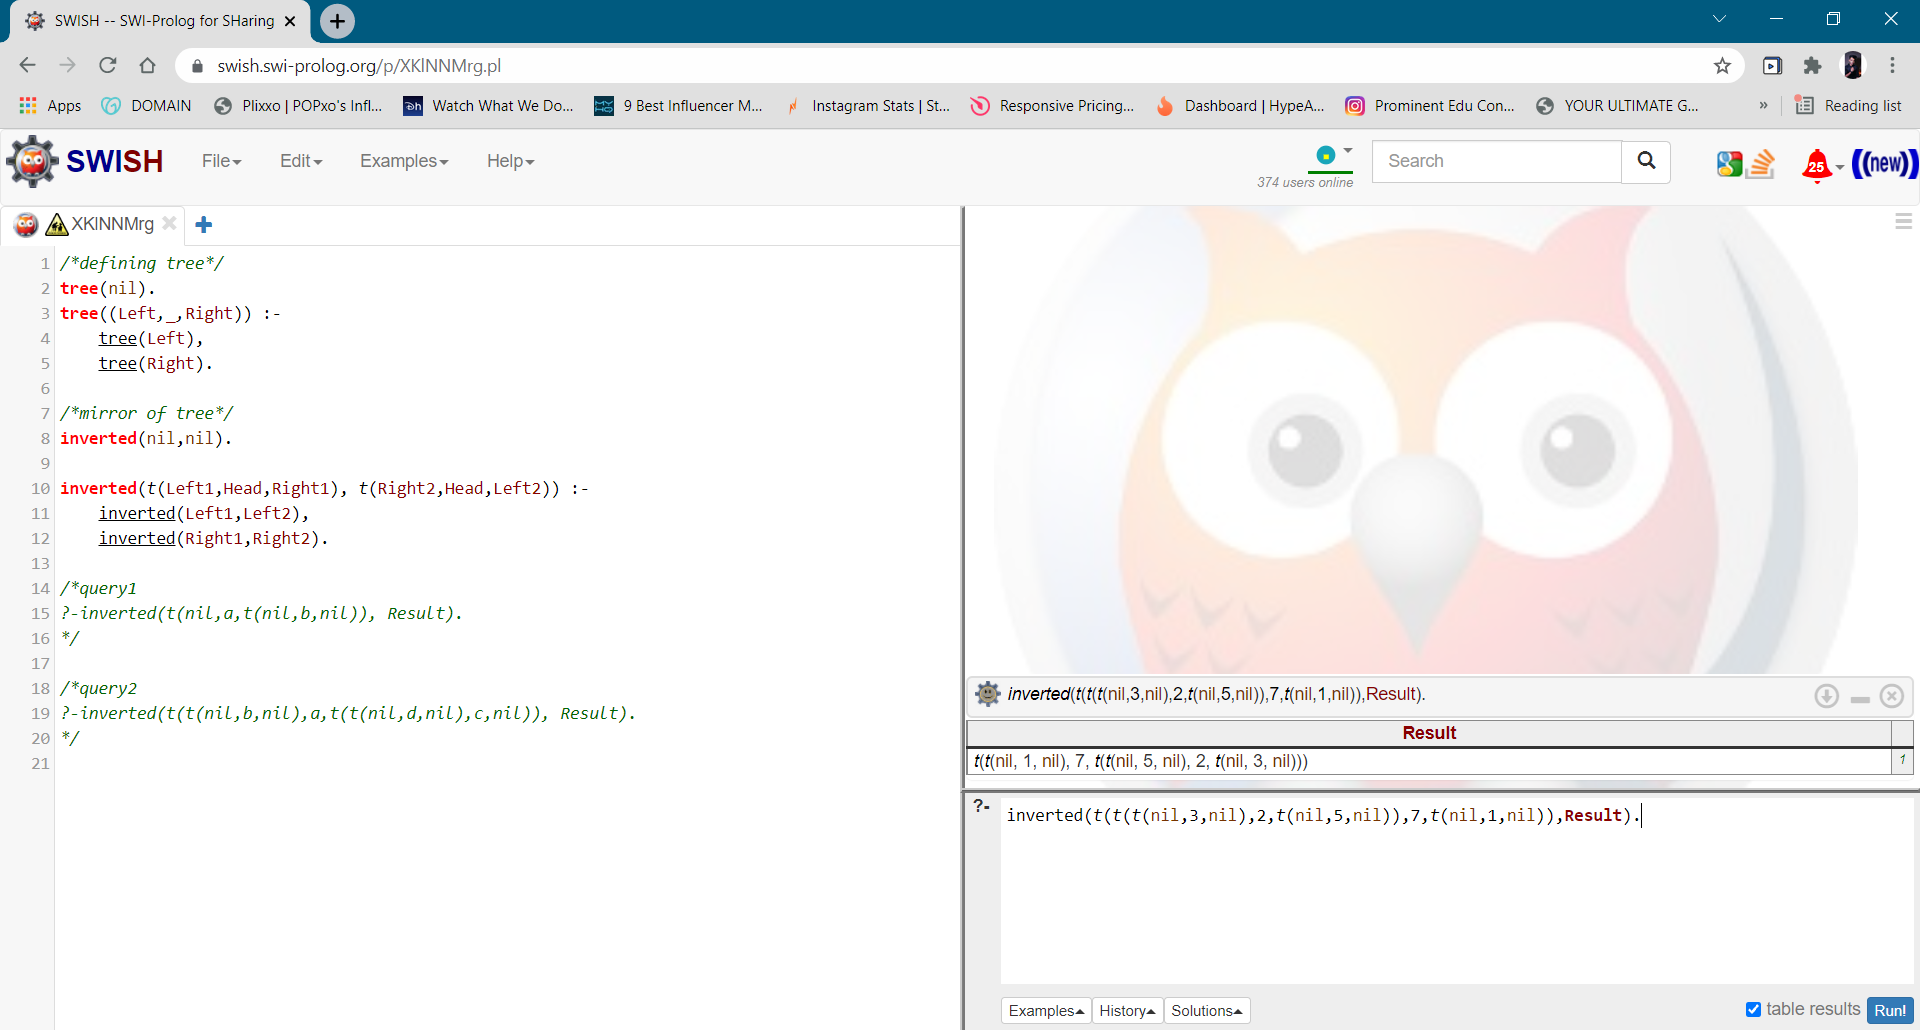 SWISH -- SWI-Prolog for SHaring
swish.swi-prolog.org/p/XKlNNMrg.pl
Apps DOMAIN Plixxo | POPxo's Infl... Watch What We Do... 9 Best Influencer M... Instagram Stats | St... Responsive Pricing... Dashboard | HypeA... Prominent Edu Con... YOUR ULTIMATE G... » Reading list
SWISH File Edit Examples Help 374 users online Search 25 ((new))
XKlNNMrg
1 /*defining tree*/
2 tree(nil).
3 tree((Left,_,Right)) :-
4 tree(Left),
5 tree(Right).
6
7 /*mirror of tree*/
8 inverted(nil,nil).
9
10 inverted(t(Left1,Head,Right1), t(Right2,Head,Left2)) :-
11 inverted(Left1,Left2),
12 inverted(Right1,Right2).
13
14 /*query1
15 ?-inverted(t(nil,a,t(nil,b,nil)), Result).
16 */
17
18 /*query2
19 ?-inverted(t(t(nil,b,nil),a,t(t(nil,d,nil),c,nil)), Result).
20 */
21
inverted(t(t(t(nil,3,nil),2,t(nil,5,nil)),7,t(nil,1,nil)),Result).
Result
t(t(nil, 1, nil), 7, t(t(nil, 5, nil), 2, t(nil, 3, nil))) 1
?- inverted(t(t(t(nil,3,nil),2,t(nil,5,nil)),7,t(nil,1,nil)),Result).
Examples History Solutions table results Run!